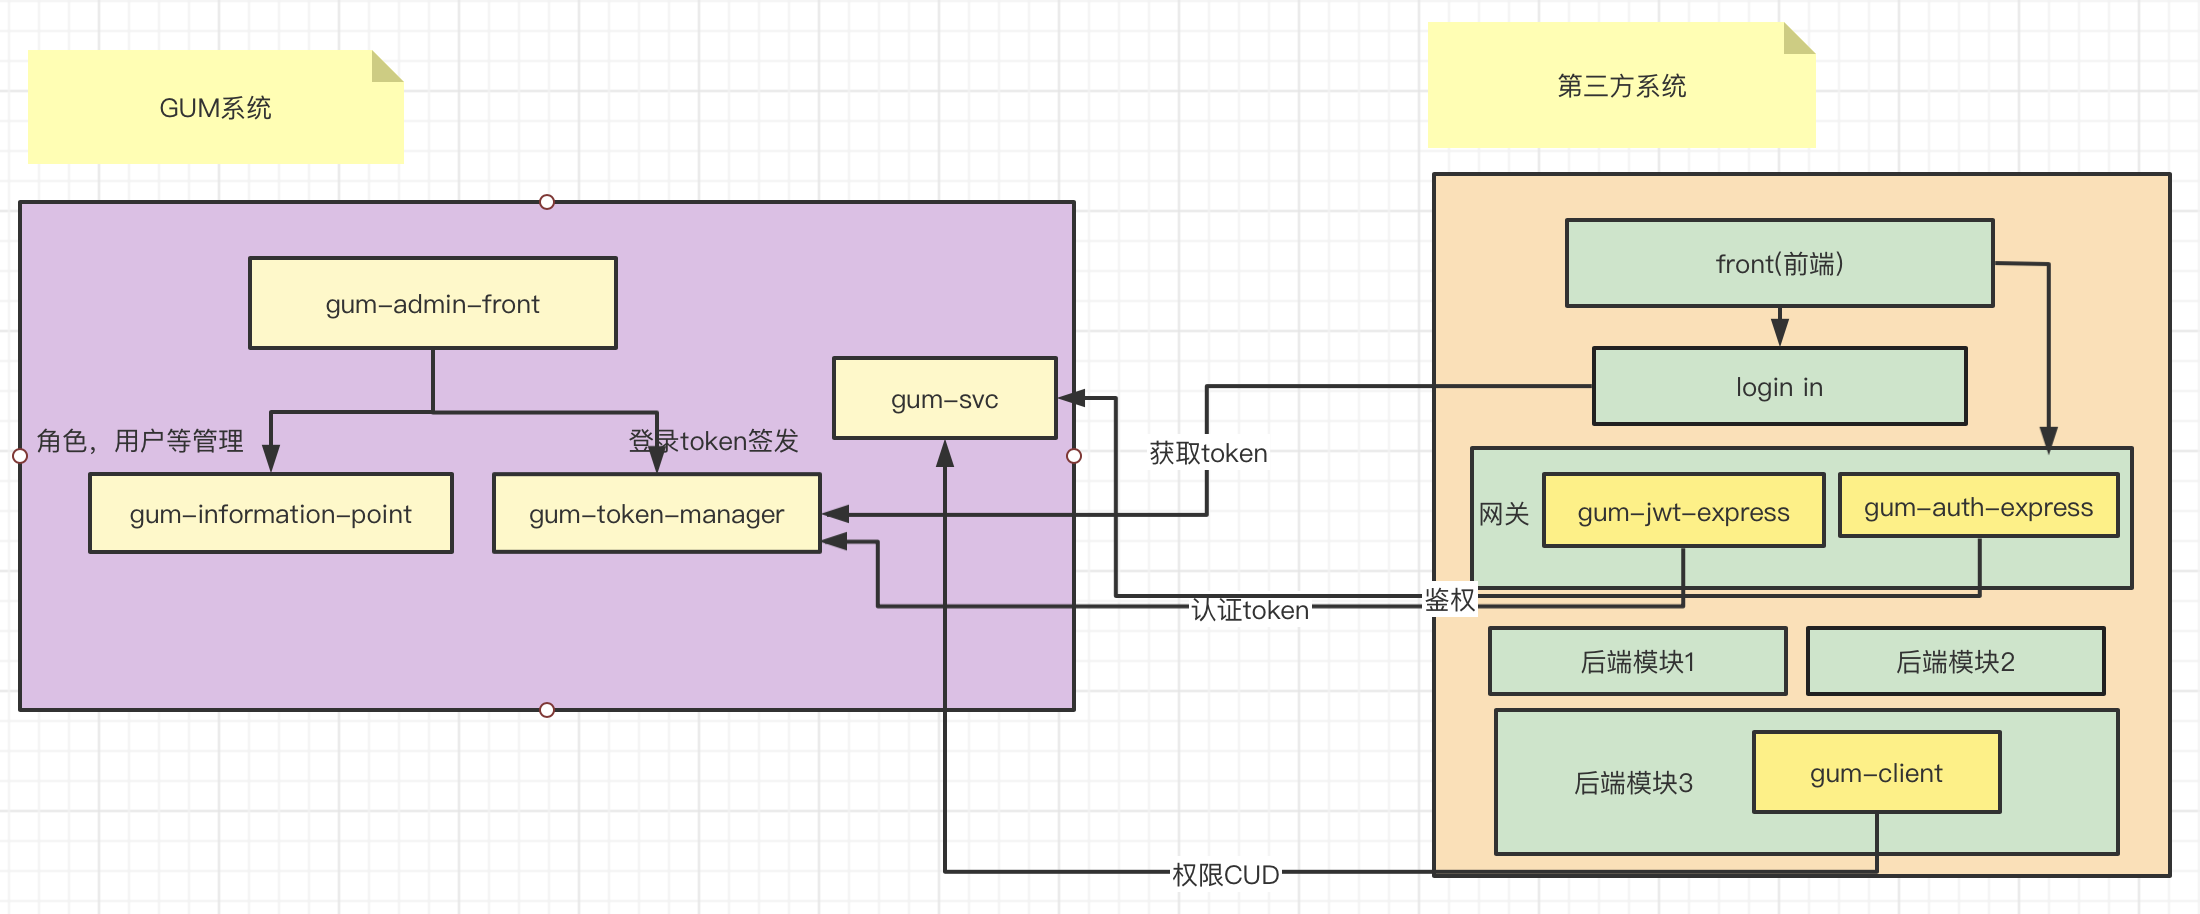 GUM系统
第三方系统
gum-admin-front
角色，用户等管理
登录token签发
gum-svc
gum-information-point
gum-token-manager
获取token
认证token
鉴权
权限CUD
front(前端)
login in
网关
gum-jwt-express
gum-auth-express
后端模块1
后端模块2
后端模块3
gum-client